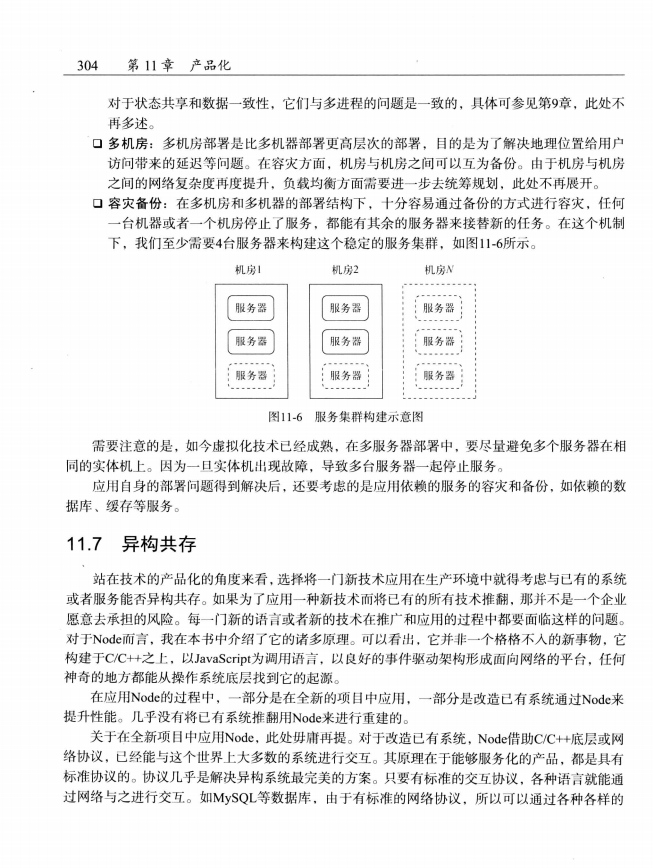 304 第 11 章 产品化
对于状态共享和数据一致性，它们与多进程的问题是一致的，具体可参见第9章，此处不
再多述。
❑ 多机房：多机房部署是比多机器部署更高层次的部署，目的是为了解决地理位置给用户
访问带来的延迟等问题。在容灾方面，机房与机房之间可以互为备份。由于机房与机房
之间的网络复杂度再度提升，负载均衡方面需要进一步去统筹规划，此处不再展开。
❑ 容灾备份：在多机房和多机器的部署结构下，十分容易通过备份的方式进行容灾，任何
一台机器或者一个机房停止了服务，都能有其余的服务器来接替新的任务。在这个机制
下，我们至少需要4台服务器来构建这个稳定的服务集群，如图11-6所示。
机房1 机房2 机房N
服务器 服务器 服务器
服务器 服务器 服务器
服务器 服务器 服务器
图11-6 服务集群构建示意图
需要注意的是，如今虚拟化技术已经成熟，在多服务器部署中，要尽量避免多个服务器在相
同的实体机上。因为一旦实体机出现故障，导致多台服务器一起停止服务。
应用自身的部署问题得到解决后，还要考虑的是应用依赖的服务的容灾和备份，如依赖的数
据库、缓存等服务。
11.7 异构共存
站在技术的产品化的角度来看，选择将一门新技术应用在生产环境中就得考虑与已有的系统
或者服务能否异构共存。如果为了应用一种新技术而将已有的所有技术推翻，那并不是一个企业
愿意去承担的风险。每一门新的语言或者新的技术在推广和应用的过程中都要面临这样的问题。
对于Node而言，我在本书中介绍了它的诸多原理。可以看出，它并非一个格格不入的新事物，它
构建于C/C++之上，以JavaScript为调用语言，以良好的事件驱动架构形成面向网络的平台，任何
神奇的地方都能从操作系统底层找到它的起源。
在应用Node的过程中，一部分是在全新的项目中应用，一部分是改造已有系统通过Node来
提升性能。几乎没有将已有系统推翻用Node来进行重建的。
关于在全新项目中应用Node，此处毋庸再提。对于改造已有系统，Node借助C/C++底层或网
络协议，已经能与这个世界上大多数的系统进行交互。其原理在于能够服务化的产品，都是具有
标准协议的。协议几乎是解决异构系统最完美的方案。只要有标准的交互协议，各种语言就能通
过网络与之进行交互。如MySQL等数据库，由于有标准的网络协议，所以可以通过各种各样的